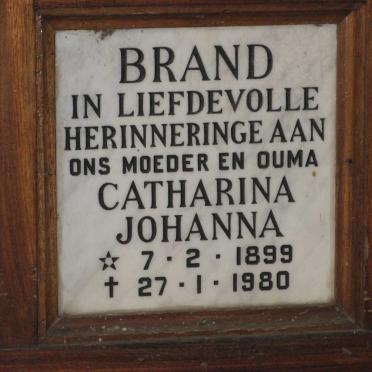 BRAND
IN LIEFDEVOLLE
HERINNERINGE AAN
ONS MOEDER EN OUMA
CATHARINA
JOHANNA
☆ 7 · 2 · 1899
† 27 · 1 · 1980